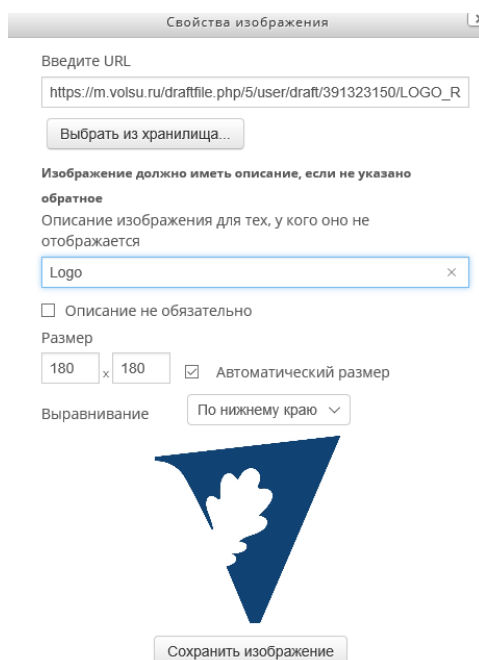 Свойства изображения
x
Введите URL
https://m.volsu.ru/draftfile.php/5/user/draft/391323150/LOGO_R
Выбрать из хранилища...
Изображение должно иметь описание, если не указано
обратное
Описание изображения для тех, у кого оно не
отображается
Logo ×
Описание не обязательно
Размер
180 x 180 Автоматический размер
Выравнивание По нижнему краю
Сохранить изображение